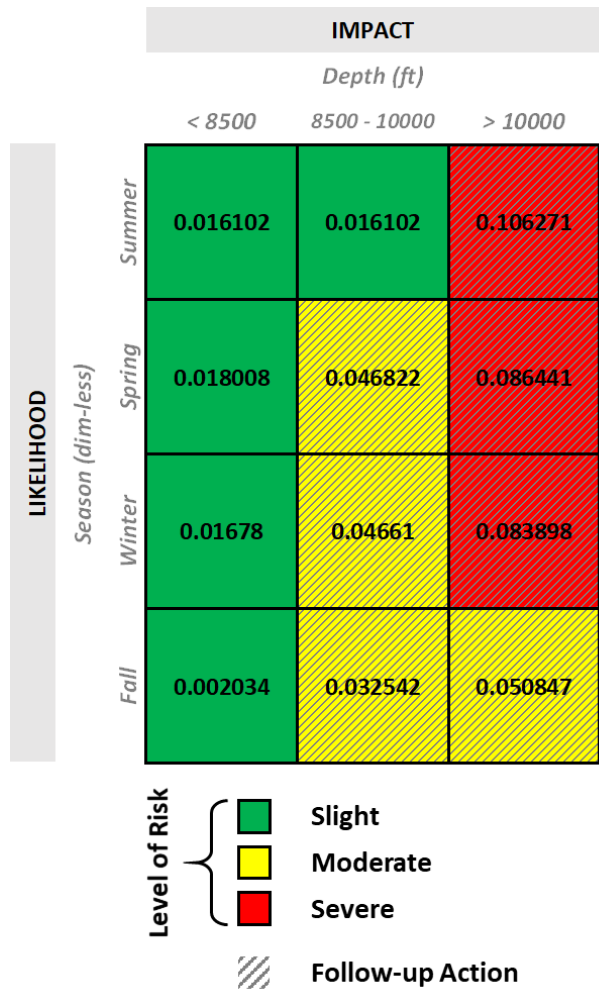 IMPACT
Depth (ft)
< 8500 8500 - 10000 > 10000
LIKELIHOOD
Season (dim-less)
Summer 0.016102 0.016102 0.106271
Spring 0.018008 0.046822 0.086441
Winter 0.01678 0.04661 0.083898
Fall 0.002034 0.032542 0.050847
Level of Risk
Slight
Moderate
Severe
Follow-up Action